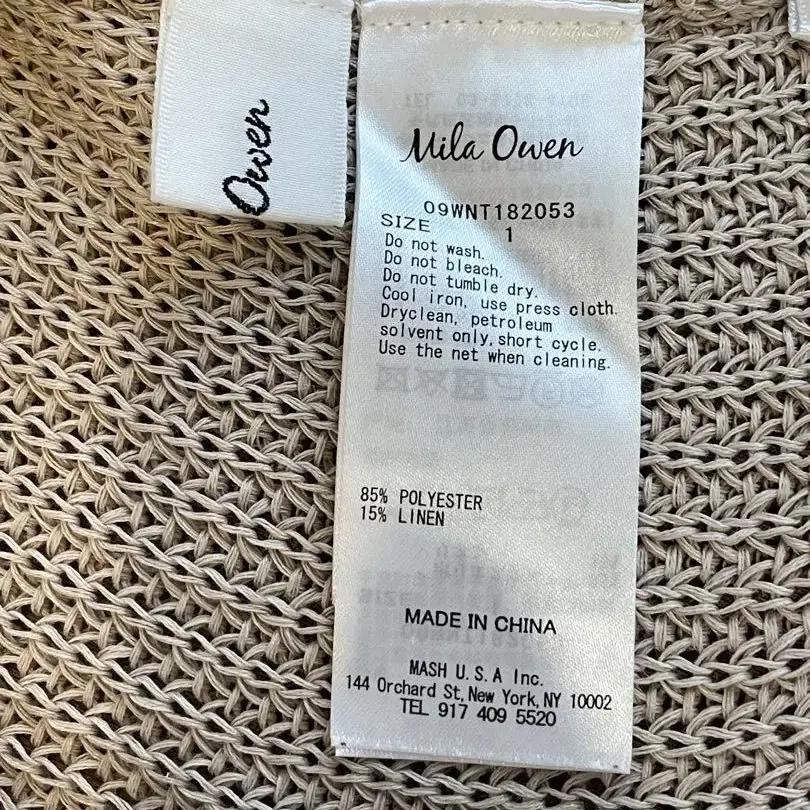 Owen
Mila Owen
09WNT182053
SIZE 1
Do not wash.
Do not bleach.
Do not tumble dry.
Cool iron, use press cloth.
Dryclean, petroleum
solvent only, short cycle.
Use the net when cleaning.
85% POLYESTER
15% LINEN
MADE IN CHINA
MASH U.S.A Inc.
144 Orchard St, New York, NY 10002
TEL 917 409 5520